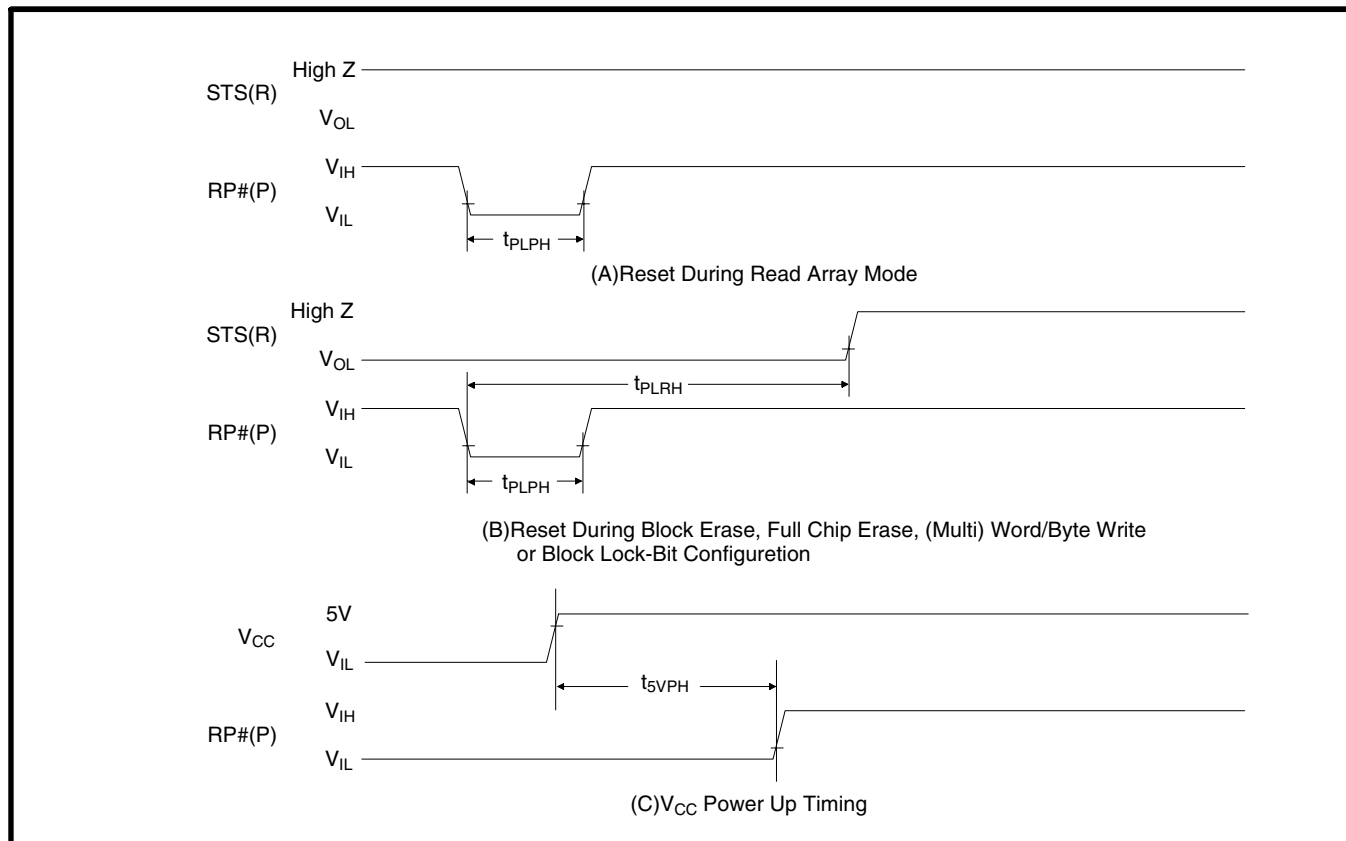 High Z
STS(R)
VOL
VIH
RP#(P)
VIL
tPLPH
(A)Reset During Read Array Mode
High Z
STS(R)
VOL
tPLRH
VIH
RP#(P)
VIL
tPLPH
(B)Reset During Block Erase, Full Chip Erase, (Multi) Word/Byte Write
or Block Lock-Bit Configuretion
5V
VCC
VIL
t5VPH
VIH
RP#(P)
VIL
(C)VCC Power Up Timing